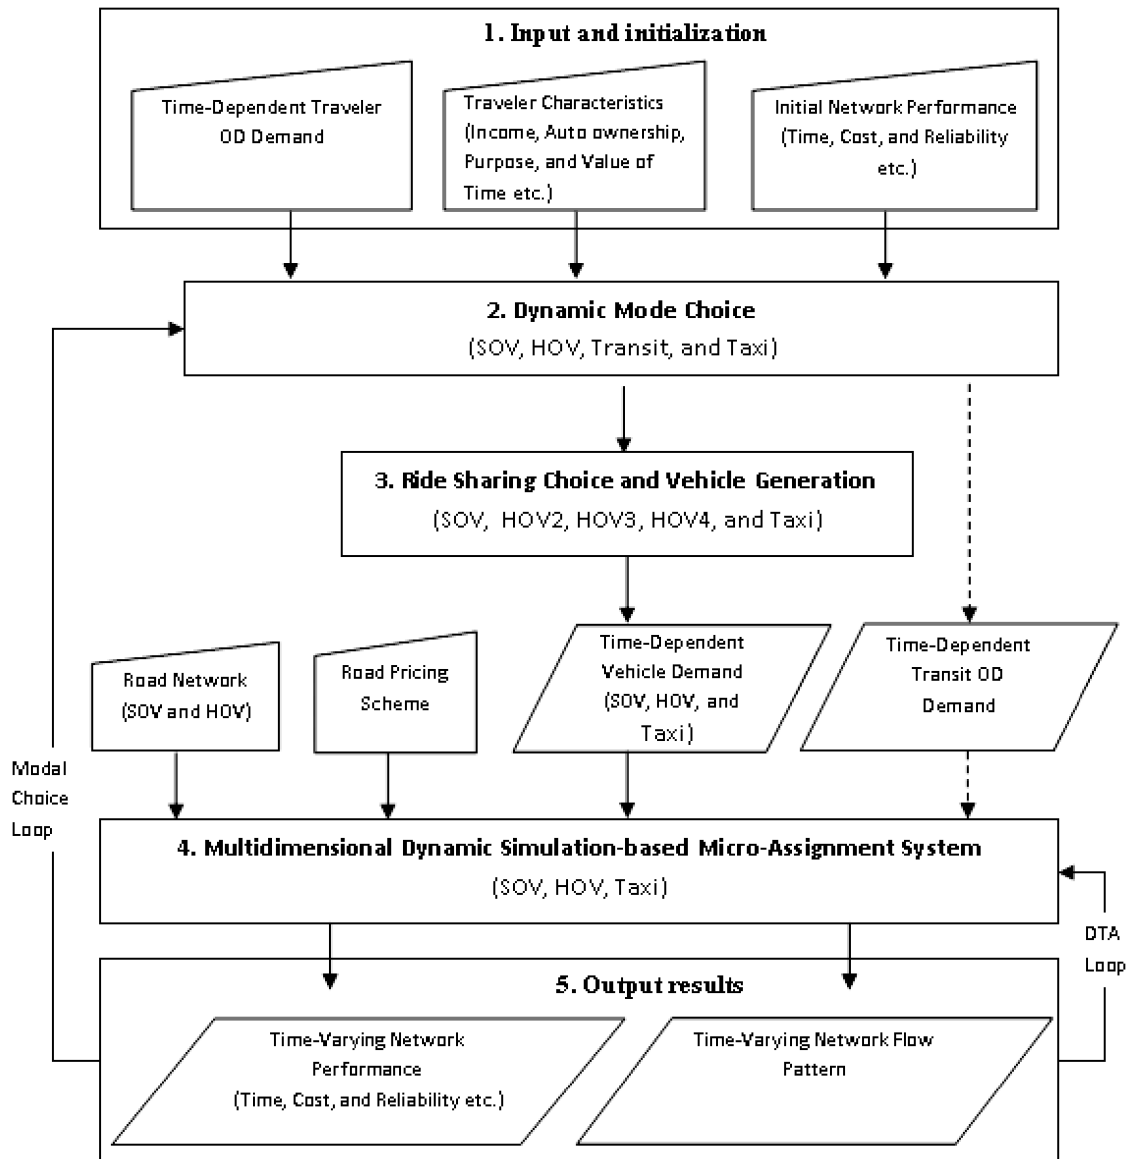 1. Input and initialization
Time-Dependent Traveler
OD Demand
Traveler Characteristics
(Income, Auto ownership,
Purpose, and Value of
Time etc.)
Initial Network Performance
(Time, Cost, and Reliability
etc.)
2. Dynamic Mode Choice
(SOV, HOV, Transit, and Taxi)
3. Ride Sharing Choice and Vehicle Generation
(SOV, HOV2, HOV3, HOV4, and Taxi)
Road Network
(SOV and HOV)
Road Pricing
Scheme
Time-Dependent
Vehicle Demand
(SOV, HOV, and
Taxi)
Time-Dependent
Transit OD
Demand
Modal
Choice
Loop
4. Multidimensional Dynamic Simulation-based Micro-Assignment System
(SOV, HOV, Taxi)
DTA
Loop
5. Output results
Time-Varying Network
Performance
(Time, Cost, and Reliability etc.)
Time-Varying Network Flow
Pattern